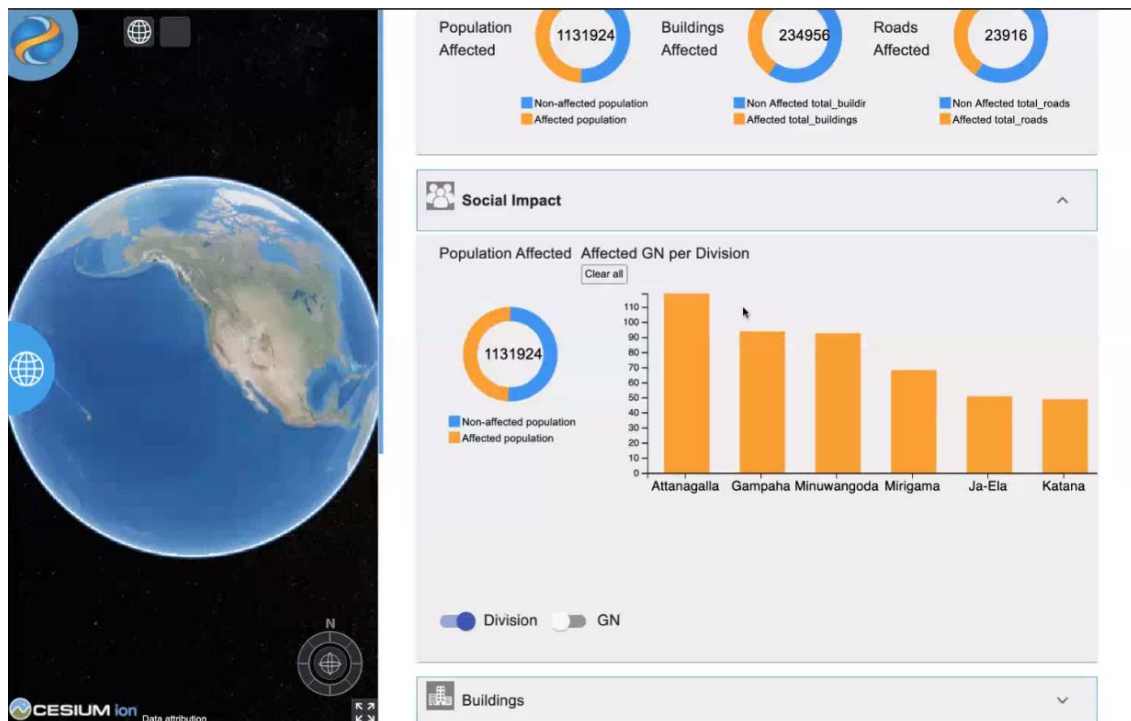 Population
Affected
1131924
Non-affected population
Affected population
Buildings
Affected
234956
Non Affected total_buildir
Affected total_buildings
Roads
Affected
23916
Non Affected total_roads
Affected total_roads
Social Impact
Population Affected
1131924
Non-affected population
Affected population
Affected GN per Division
Clear all
110
100
90
80
70
60
50
40
30
20
10
0
Attanagalla Gampaha Minuwangoda Mirigama Ja-Ela Katana
Division GN
Buildings
N
CESIUM ion Data attribution